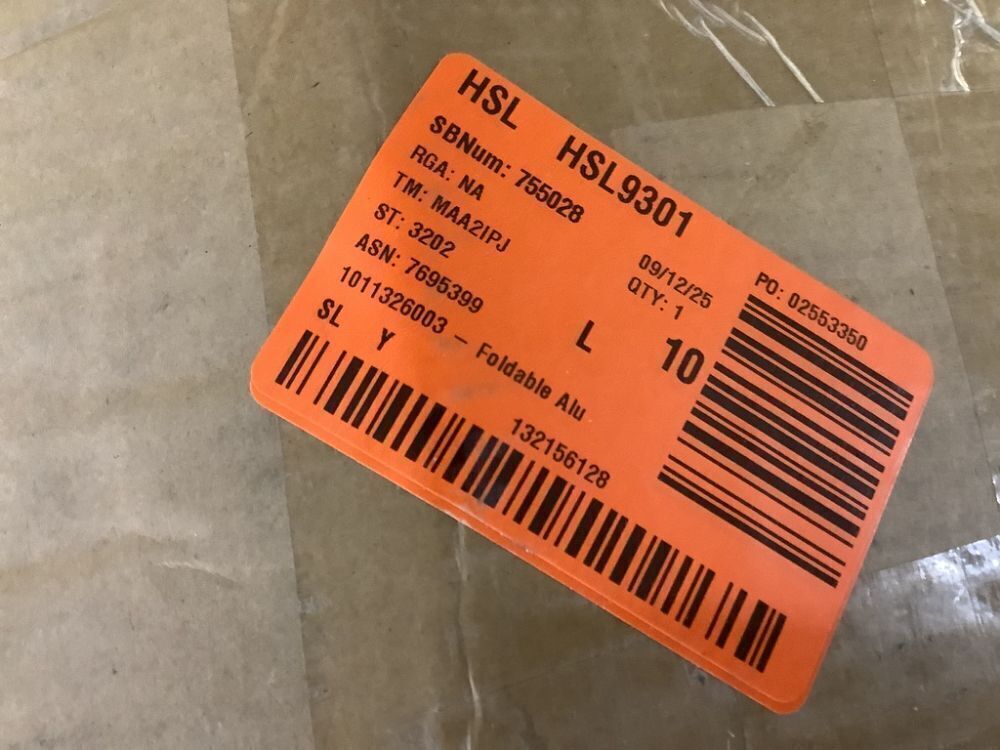 HSL HSL9301
SBNum: 755028
RGA: NA
TM: MAA2IPJ
ST: 3202
ASN: 7695399
1011326003 – Foldable Alu
SL Y
09/12/25
QTY: 1
L 10
132156128
PO: 02553350